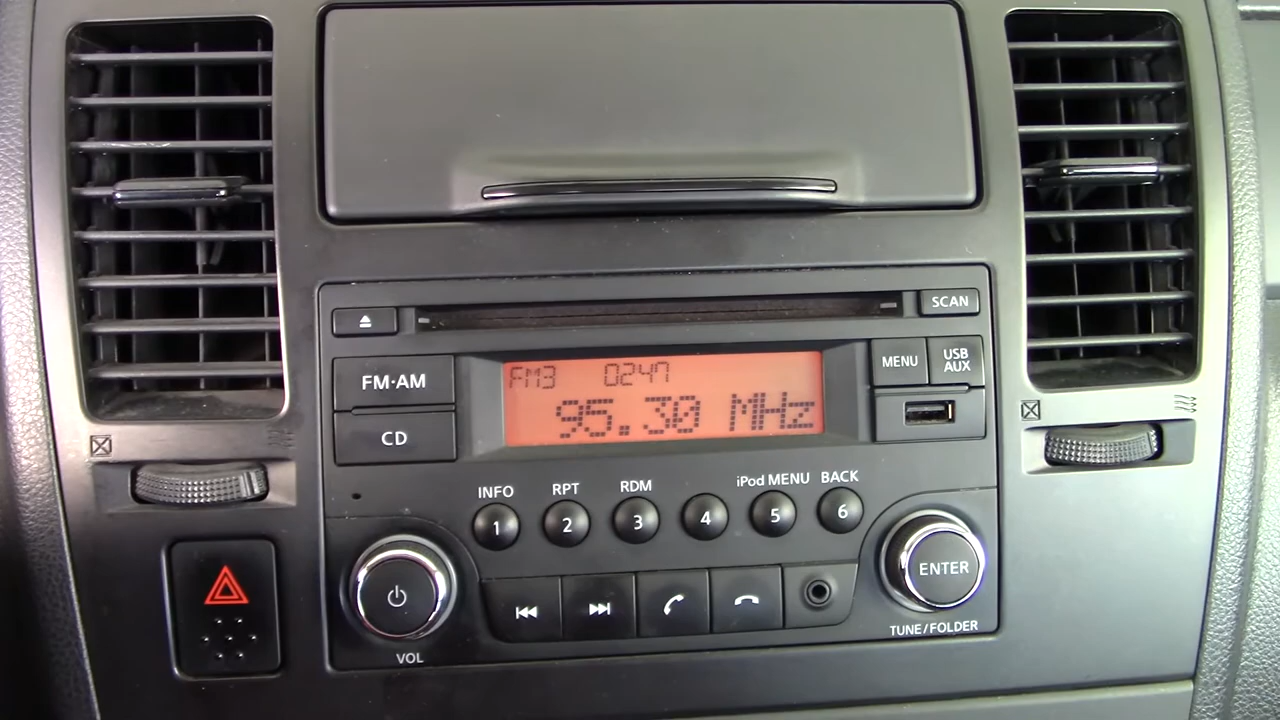 SCAN
FM·AM
FM3 0247
MENU
USB
AUX
95.30 MHz
CD
INFO RPT RDM iPod MENU BACK
1 2 3 4 5 6
ENTER
TUNE/FOLDER
VOL